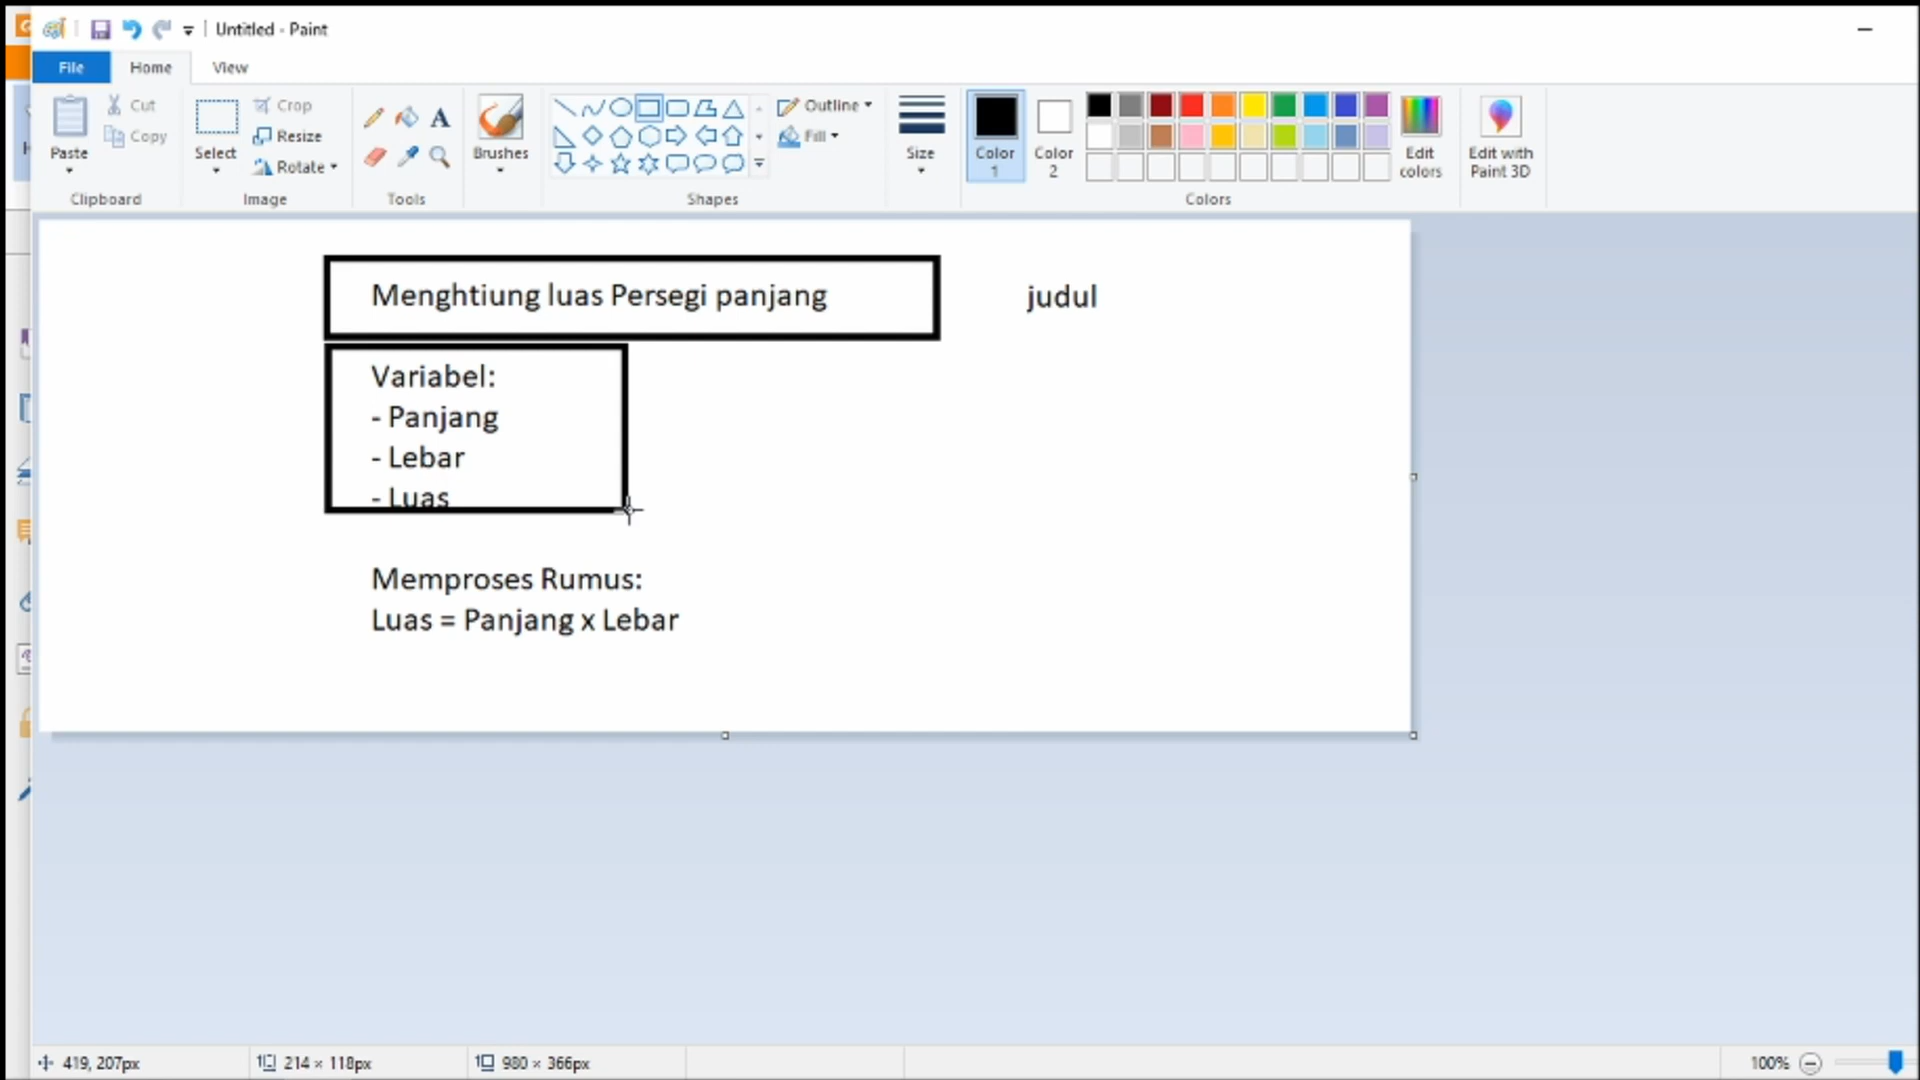 Untitled - Paint
File Home View
Paste Cut Copy Select Crop Resize Rotate Brushes Outline Fill Size Color 1 Color 2 Edit colors Edit with Paint 3D
Clipboard Image Tools Shapes Colors
Menghtiung luas Persegi panjang judul
Variabel:
- Panjang
- Lebar
- Luas
Memproses Rumus:
Luas = Panjang x Lebar
419, 207px 214 × 118px 980 × 366px 100%